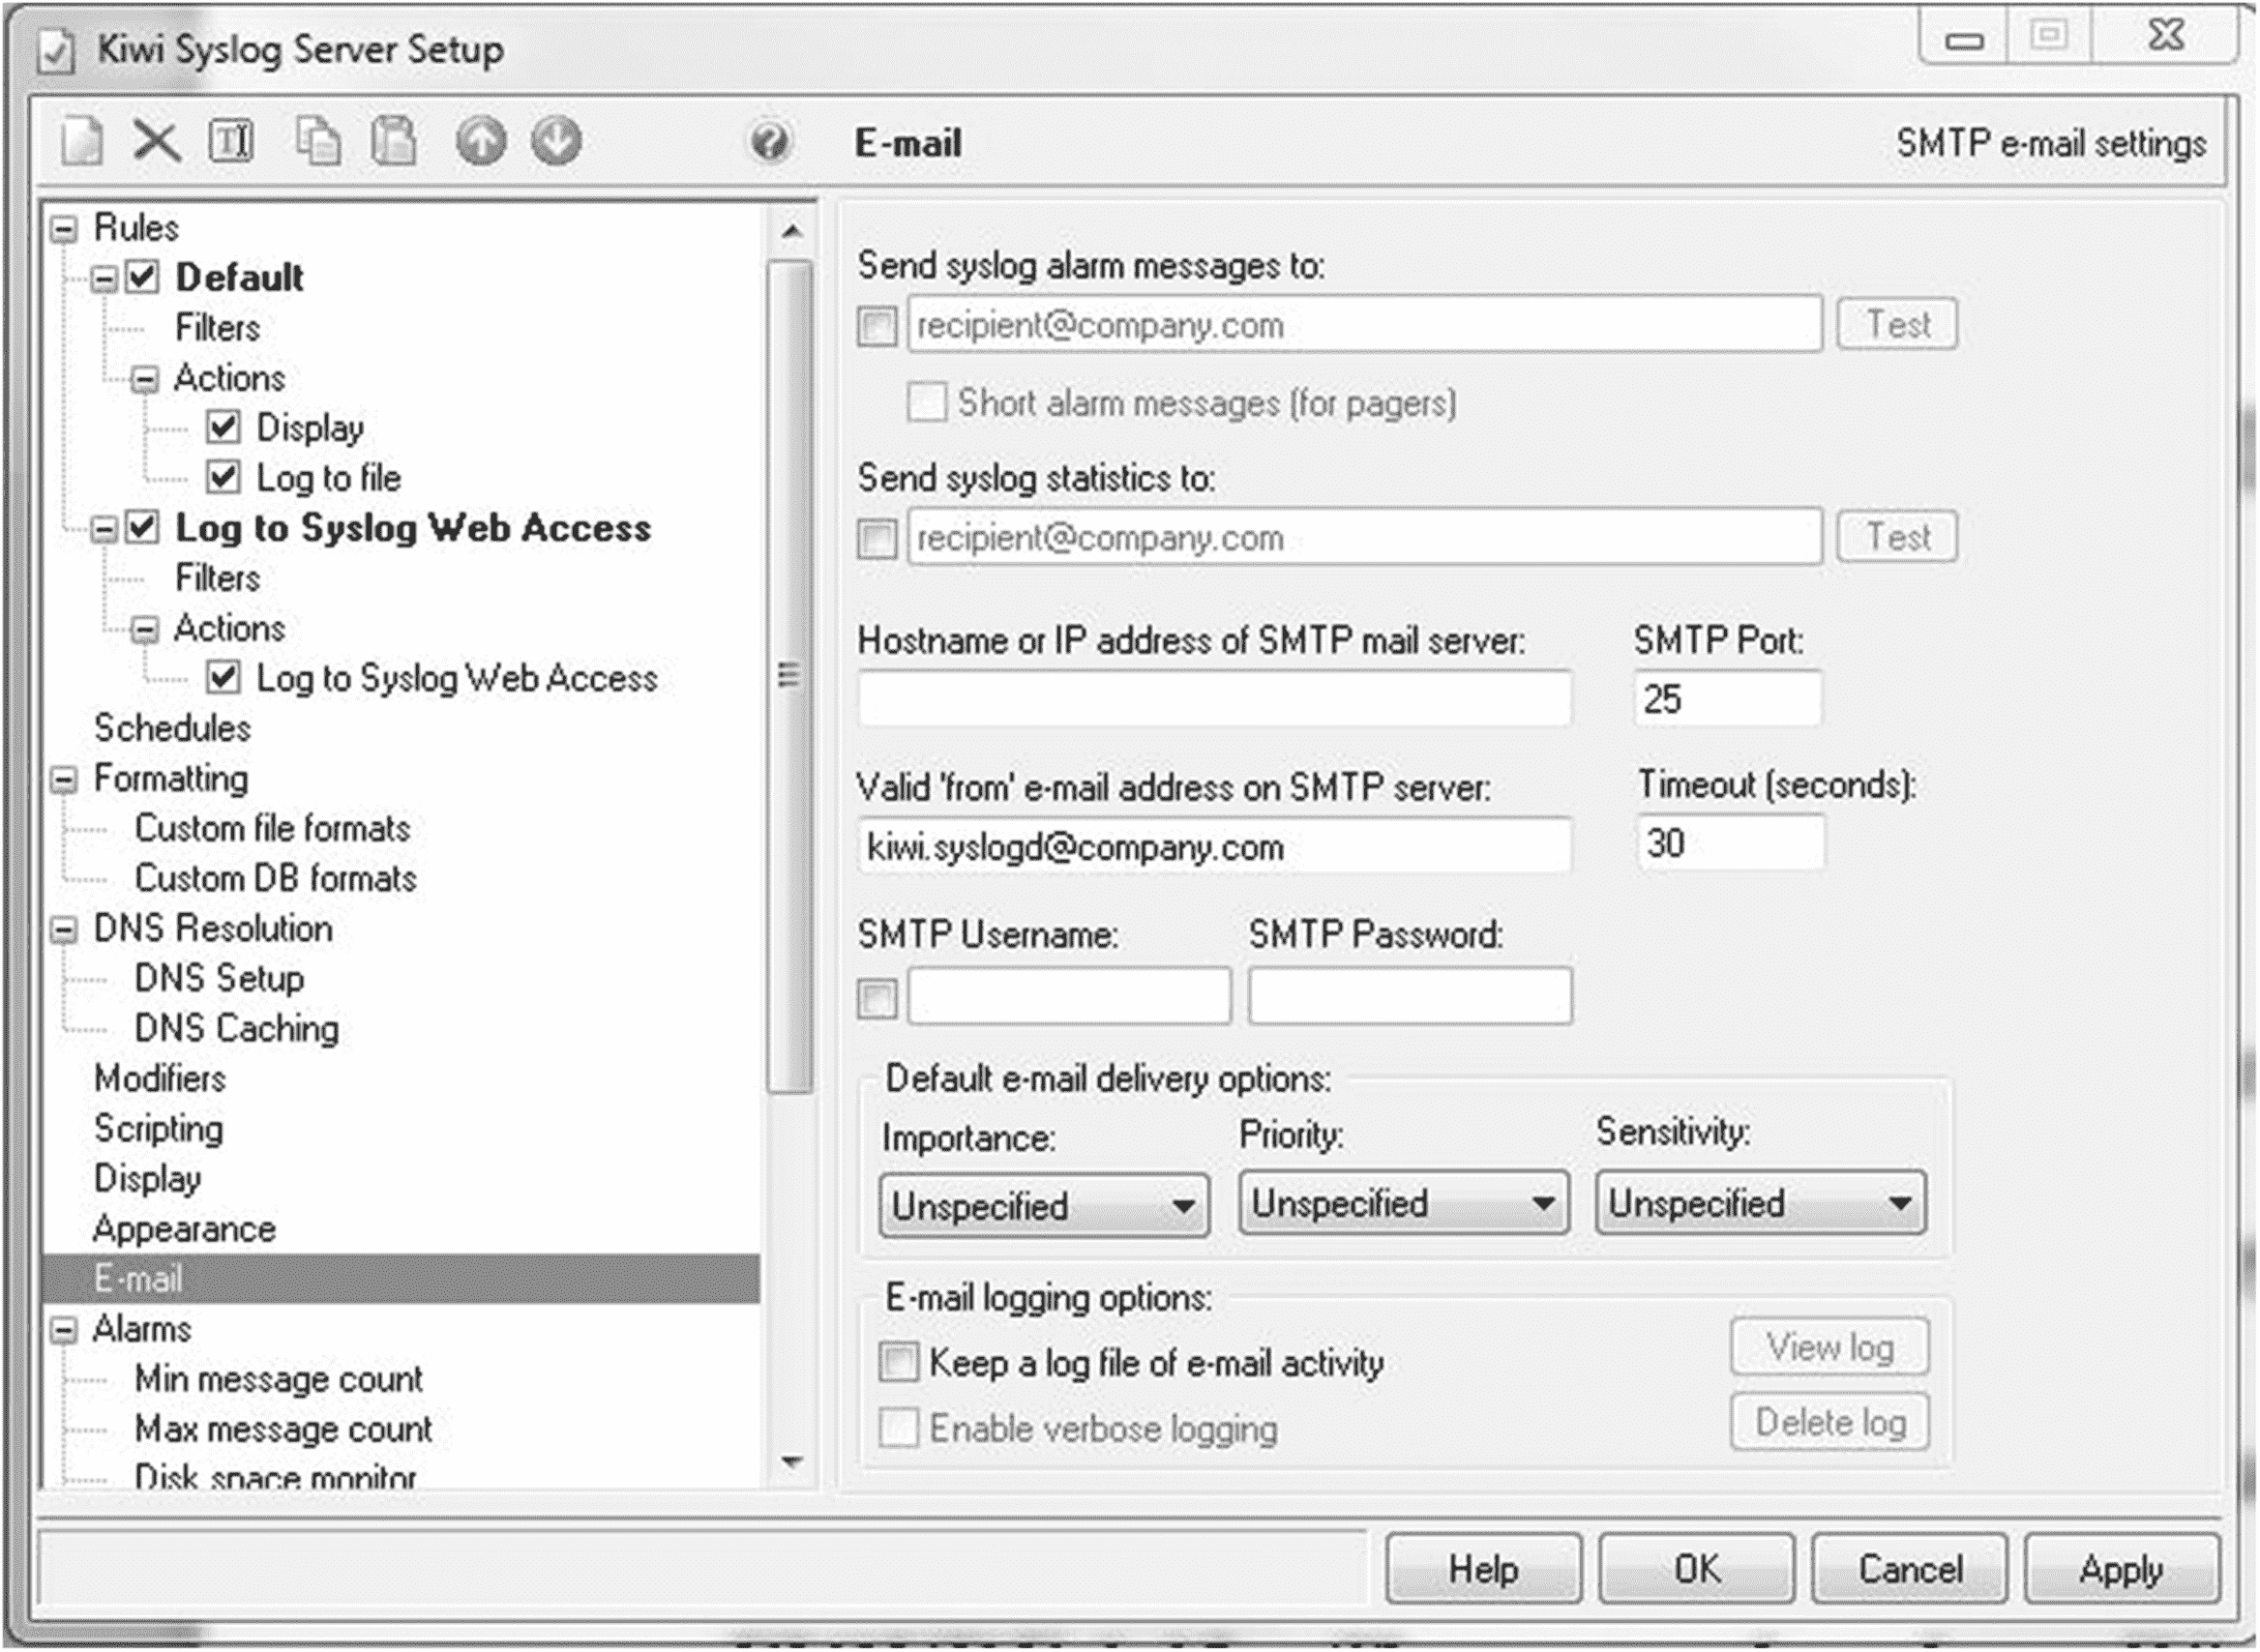 Kiwi Syslog Server Setup
E-mail
SMTP e-mail settings
Rules
Default
Filters
Actions
Display
Log to file
Log to Syslog Web Access
Filters
Actions
Log to Syslog Web Access
Schedules
Formatting
Custom file formats
Custom DB formats
DNS Resolution
DNS Setup
DNS Caching
Modifiers
Scripting
Display
Appearance
E-mail
Alarms
Min message count
Max message count
Disk space monitor
Send syslog alarm messages to:
recipient@company.com Test
Short alarm messages (for pagers)
Send syslog statistics to:
recipient@company.com Test
Hostname or IP address of SMTP mail server: SMTP Port:
25
Valid 'from' e-mail address on SMTP server: Timeout (seconds):
kiwi.syslogd@company.com 30
SMTP Username: SMTP Password:
Default e-mail delivery options:
Importance: Priority: Sensitivity:
Unspecified Unspecified Unspecified
E-mail logging options:
Keep a log file of e-mail activity View log
Enable verbose logging Delete log
Help OK Cancel Apply